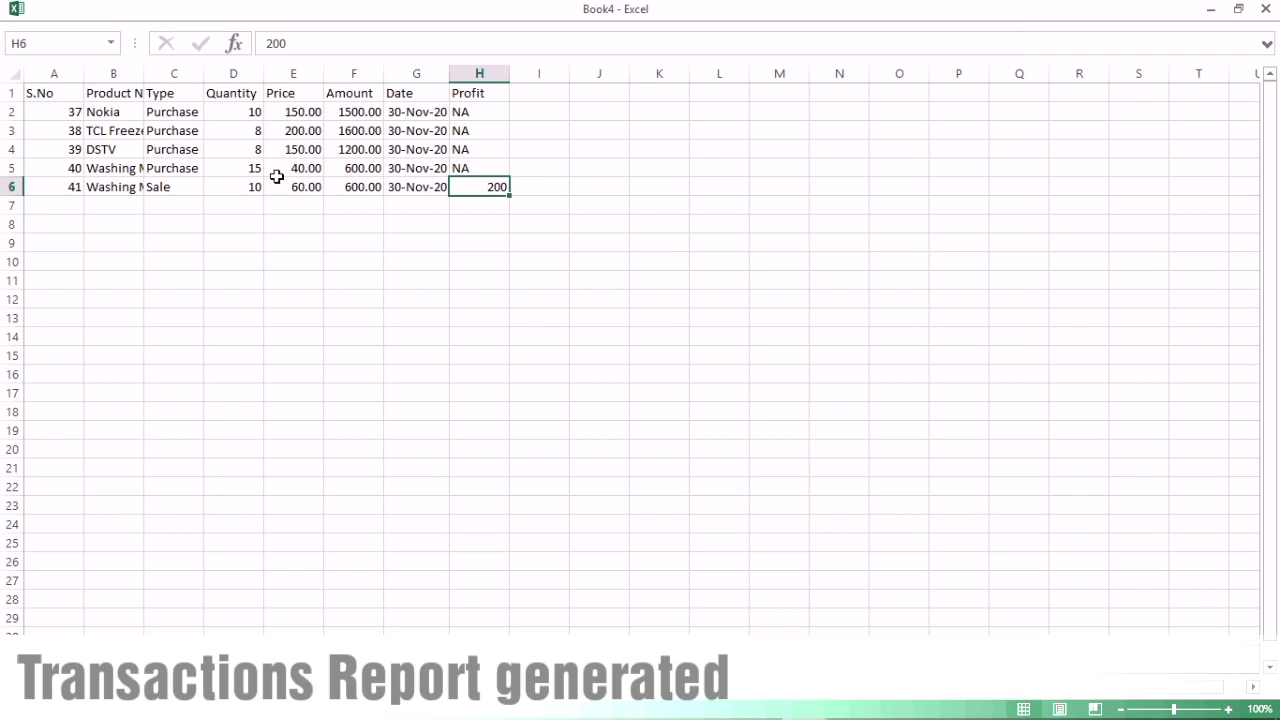 Book4 - Excel
H6 fx 200
A B C D E F G H I J K L M N O P Q R S T U
1 S.No Product N Type Quantity Price Amount Date Profit
2 37 Nokia Purchase 10 150.00 1500.00 30-Nov-20 NA
3 38 TCL Freeze Purchase 8 200.00 1600.00 30-Nov-20 NA
4 39 DSTV Purchase 8 150.00 1200.00 30-Nov-20 NA
5 40 Washing M Purchase 15 40.00 600.00 30-Nov-20 NA
6 41 Washing M Sale 10 60.00 600.00 30-Nov-20 200
7
8
9
10
11
12
13
14
15
16
17
18
19
20
21
22
23
24
25
26
27
28
29
Transactions Report generated
100%